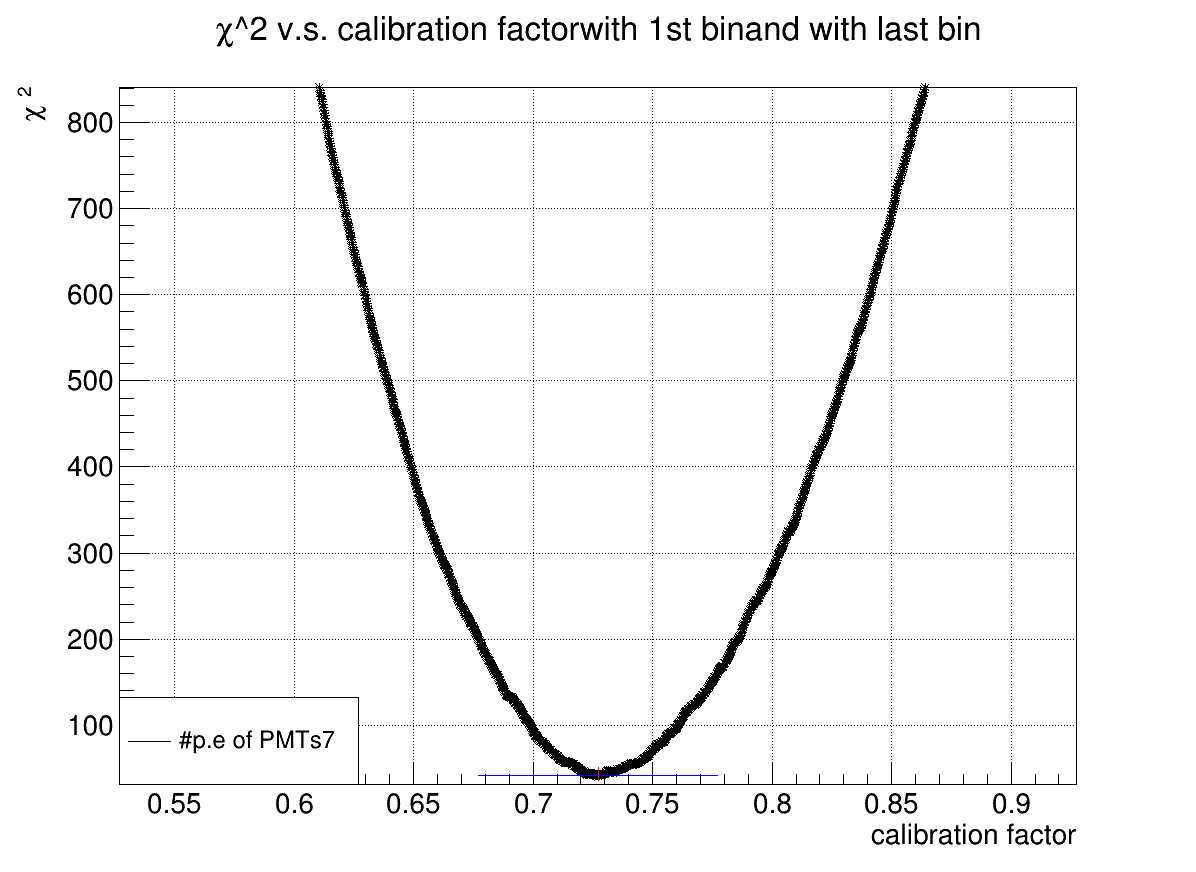 χ^2 v.s. calibration factorwith 1st binand with last bin
χ 2
800
700
600
500
400
300
200
100
#p.e of PMTs7
0.55 0.6 0.65 0.7 0.75 0.8 0.85 0.9
calibration factor